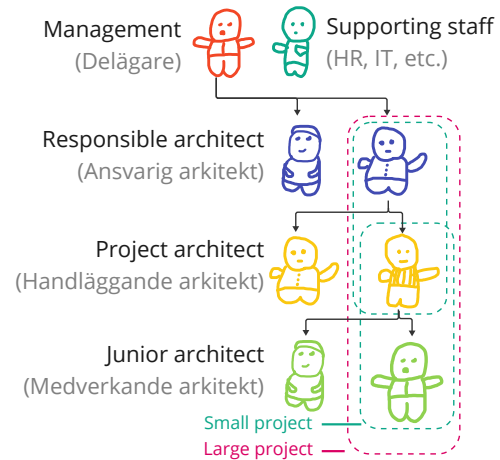 Management
(Delägare)
Supporting staff
(HR, IT, etc.)
Responsible architect
(Ansvarig arkitekt)
Project architect
(Handläggande arkitekt)
Junior architect
(Medverkande arkitekt)
Small project
Large project